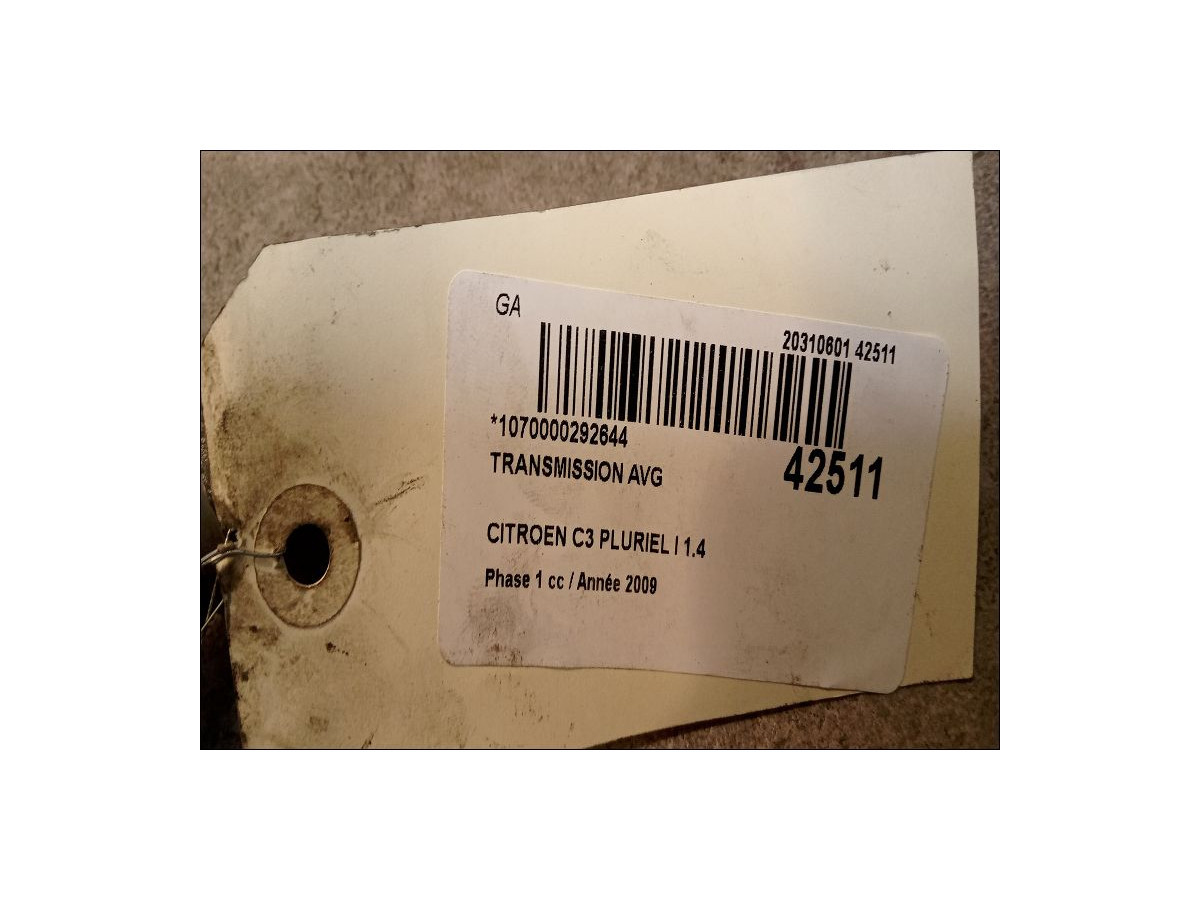 GA
20310601 42511
*1070000292644
42511
TRANSMISSION AVG
CITROEN C3 PLURIEL I 1.4
Phase 1 cc / Année 2009